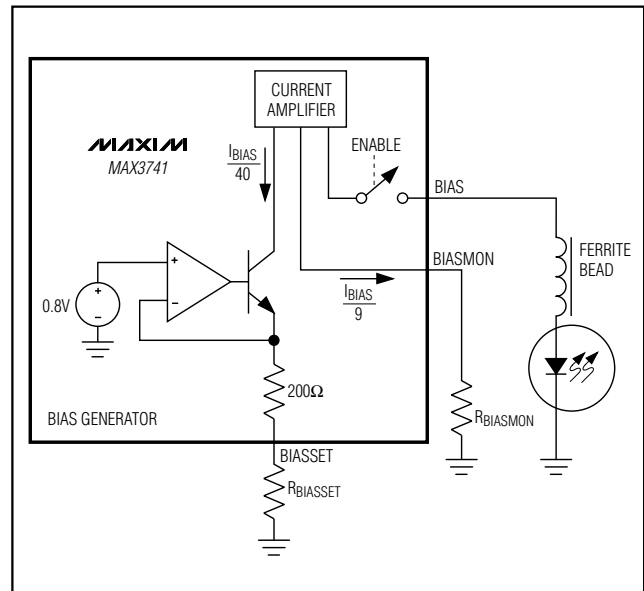 CURRENT
AMPLIFIER
MAXIM
MAX3741
I_BIAS
40
ENABLE
BIAS
BIASMON
FERRITE
BEAD
I_BIAS
9
+
−
+
−
0.8V
200Ω
BIAS GENERATOR
R_BIASMON
BIASSET
R_BIASSET